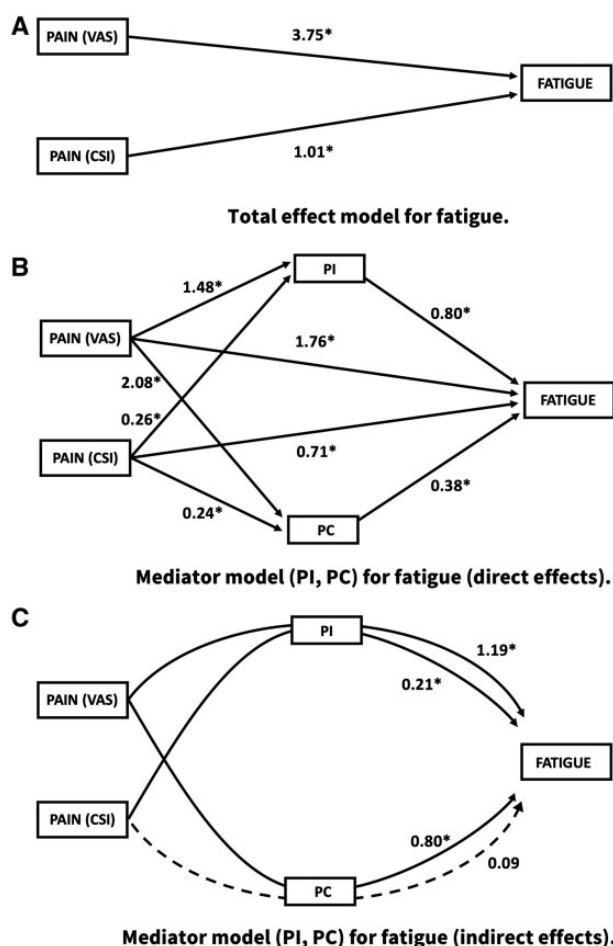 A
PAIN (VAS)
3.75*
FATIGUE
PAIN (CSI)
1.01*
Total effect model for fatigue.
B
PI
1.48*
0.80*
PAIN (VAS)
1.76*
2.08*
FATIGUE
0.26*
PAIN (CSI)
0.71*
0.38*
0.24*
PC
Mediator model (PI, PC) for fatigue (direct effects).
C
PI
1.19*
0.21*
PAIN (VAS)
FATIGUE
PAIN (CSI)
0.80*
0.09
PC
Mediator model (PI, PC) for fatigue (indirect effects).